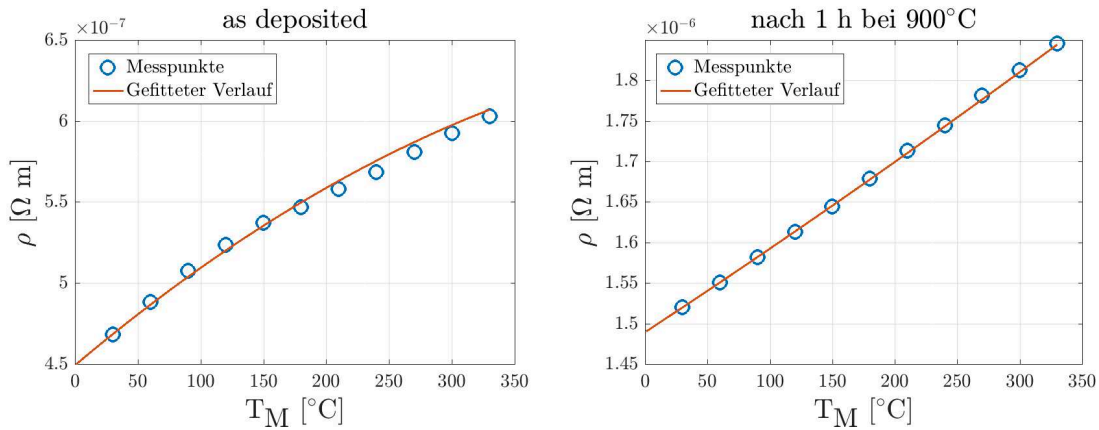 as deposited
×10⁻⁷
6.5
6
5.5
5
4.5
ρ [Ω m]
Messpunkte
Gefitteter Verlauf
0 50 100 150 200 250 300 350
T_M [°C]
nach 1 h bei 900°C
×10⁻⁶
1.8
1.75
1.7
1.65
1.6
1.55
1.5
1.45
ρ [Ω m]
Messpunkte
Gefitteter Verlauf
0 50 100 150 200 250 300 350
T_M [°C]